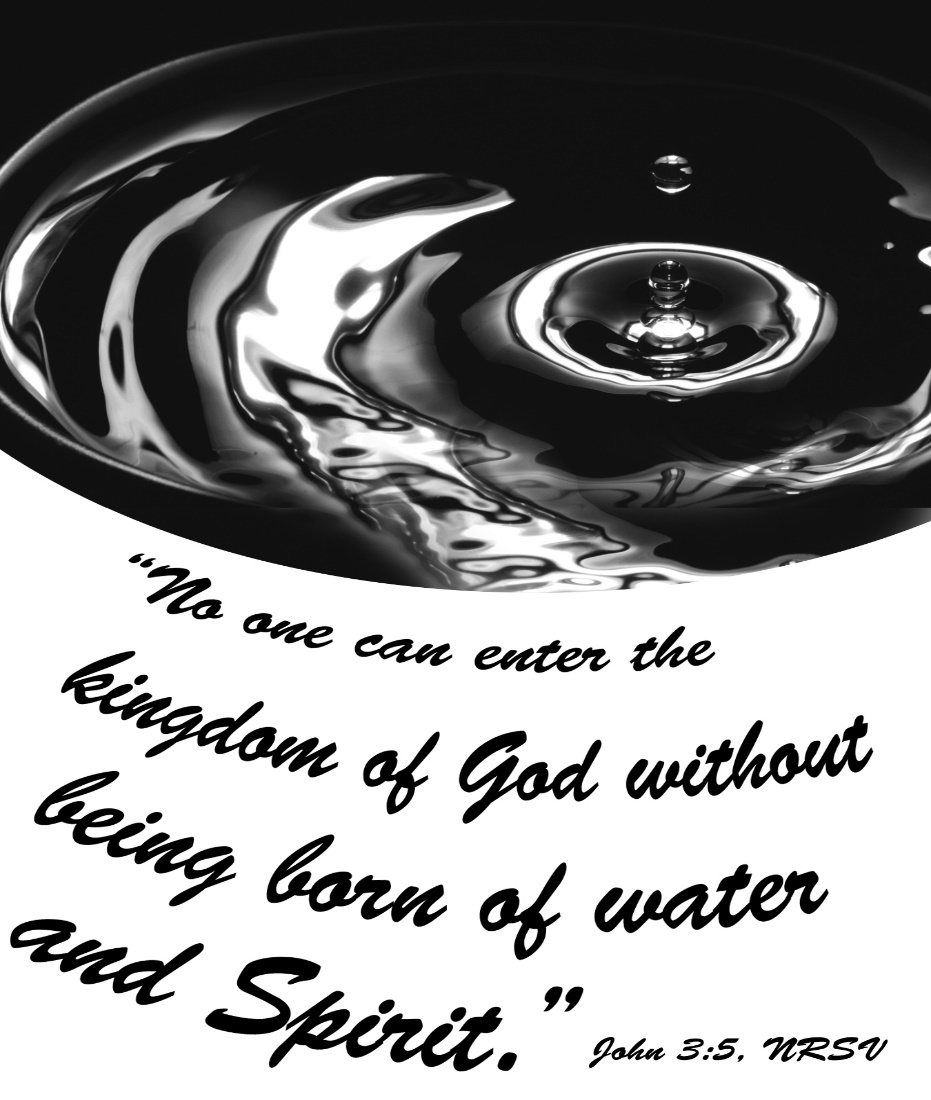 “No one can enter the
kingdom of God without
being born of water
and Spirit.” John 3:5, NRSV